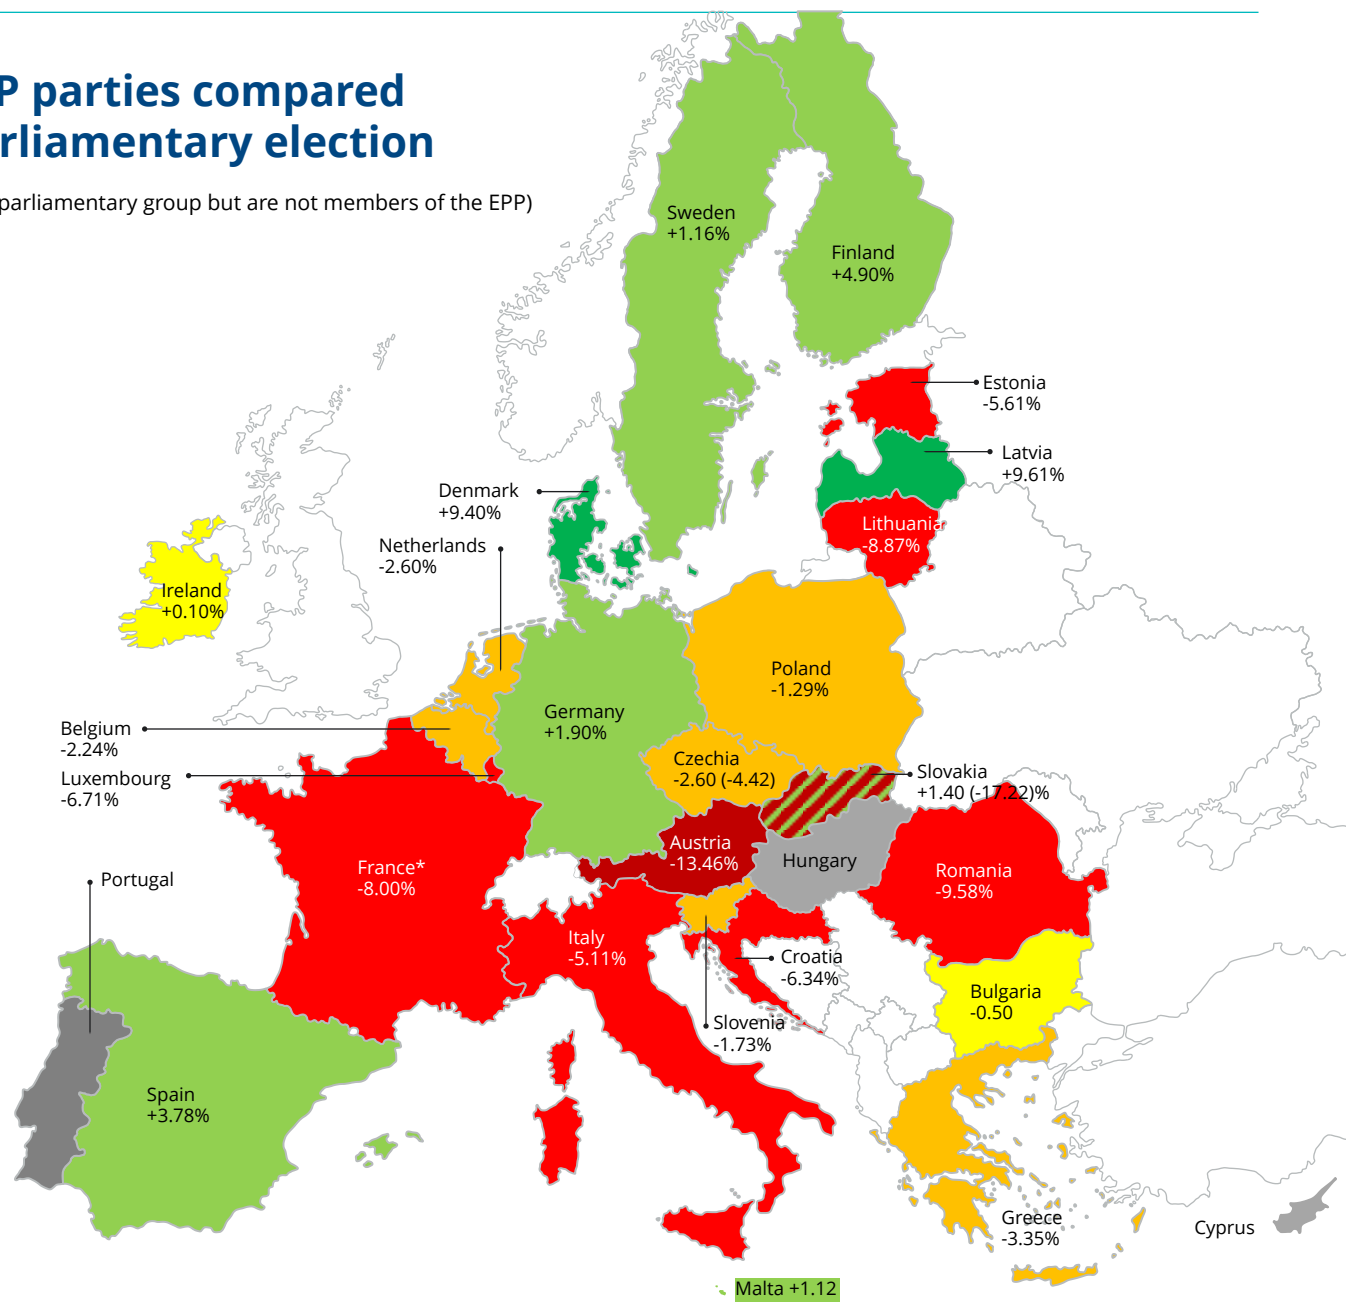 P parties compared
rliamentary election
parliamentary group but are not members of the EPP)
Sweden
+1.16%
Finland
+4.90%
Estonia
-5.61%
Latvia
+9.61%
Denmark
+9.40%
Lithuania
-8.87%
Netherlands
-2.60%
Ireland
+0.10%
Poland
-1.29%
Germany
+1.90%
Belgium
-2.24%
Czechia
-2.60 (-4.42)
Slovakia
+1.40 (-17.22)%
Luxembourg
-6.71%
Austria
-13.46%
Hungary
France*
-8.00%
Romania
-9.58%
Portugal
Italy
-5.11%
Croatia
-6.34%
Bulgaria
-0.50
Slovenia
-1.73%
Spain
+3.78%
Greece
-3.35%
Cyprus
Malta +1.12